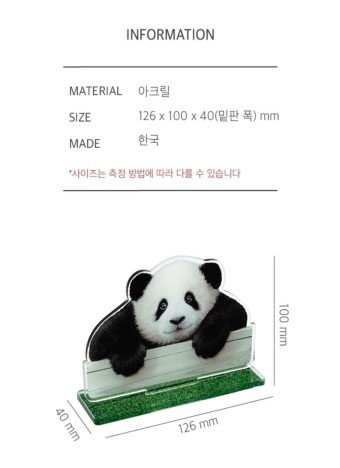 INFORMATION
MATERIAL 아크릴
SIZE 126 x 100 x 40(밑판 폭) mm
MADE 한국
*사이즈는 측정 방법에 따라 다를 수 있습니다
100 mm
40 mm
126 mm